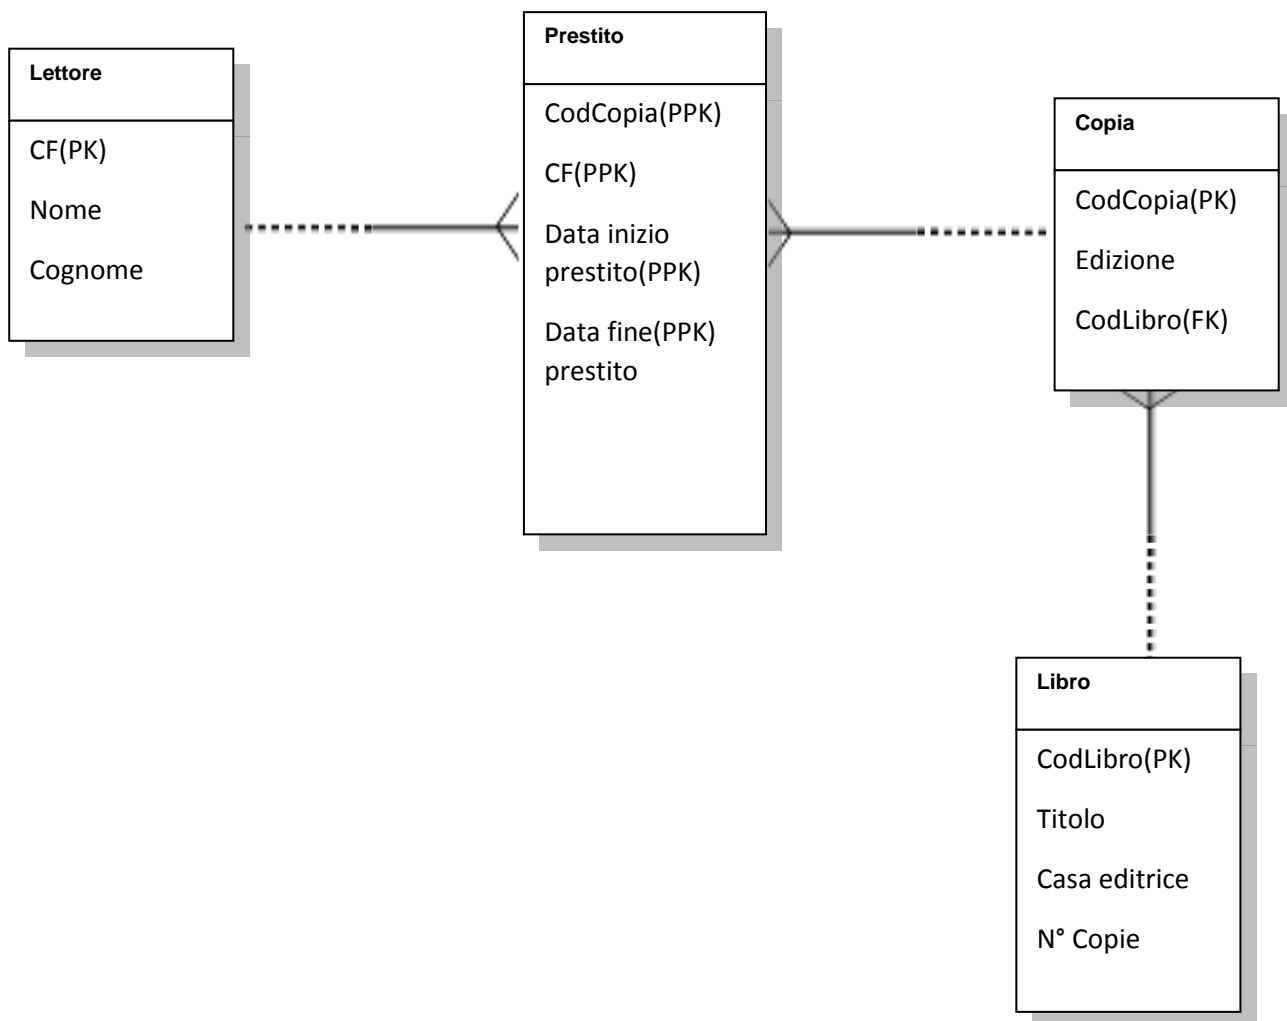 Lettore
CF(PK)
Nome
Cognome
Prestito
CodCopia(PPK)
CF(PPK)
Data inizio
prestito(PPK)
Data fine(PPK)
prestito
Copia
CodCopia(PK)
Edizione
CodLibro(FK)
Libro
CodLibro(PK)
Titolo
Casa editrice
N° Copie